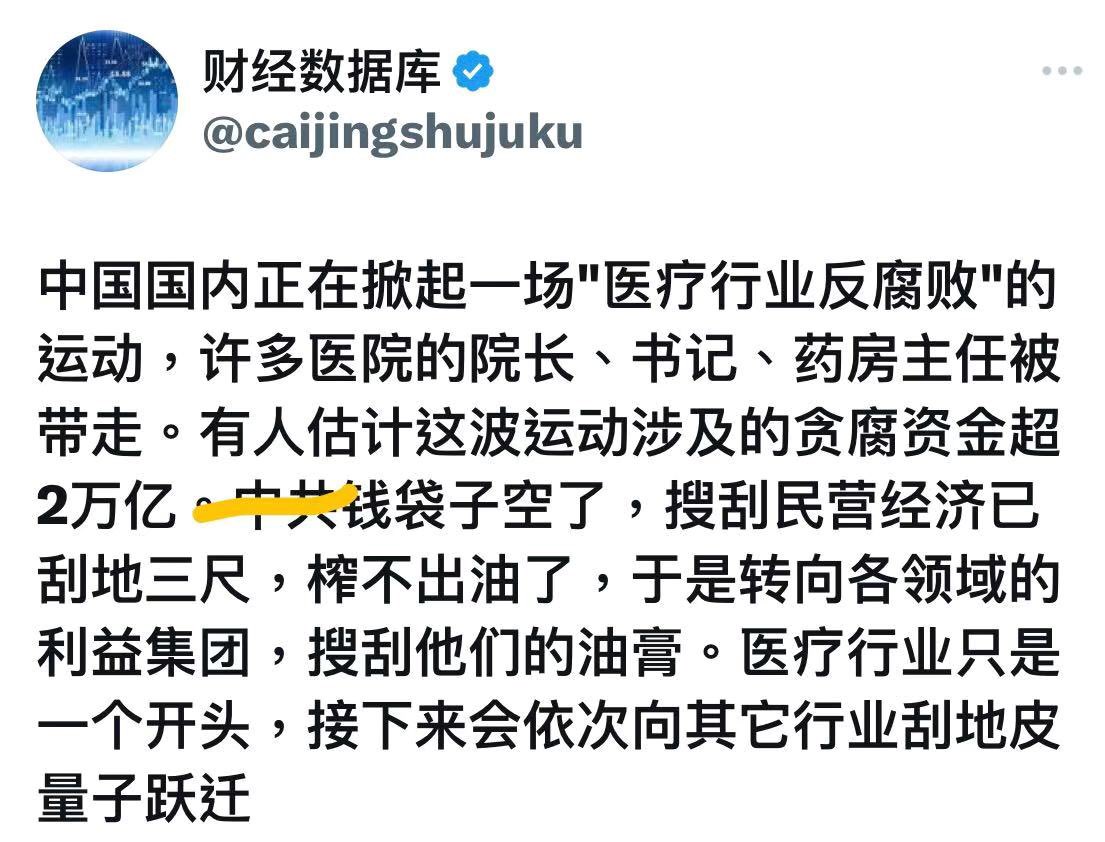 财经数据库
@caijingshujuku
中国国内正在掀起一场"医疗行业反腐败"的
运动，许多医院的院长、书记、药房主任被
带走。有人估计这波运动涉及的贪腐资金超
2万亿。中共钱袋子空了，搜刮民营经济已
刮地三尺，榨不出油了，于是转向各领域的
利益集团，搜刮他们的油膏。医疗行业只是
一个开头，接下来会依次向其它行业刮地皮
量子跃迁